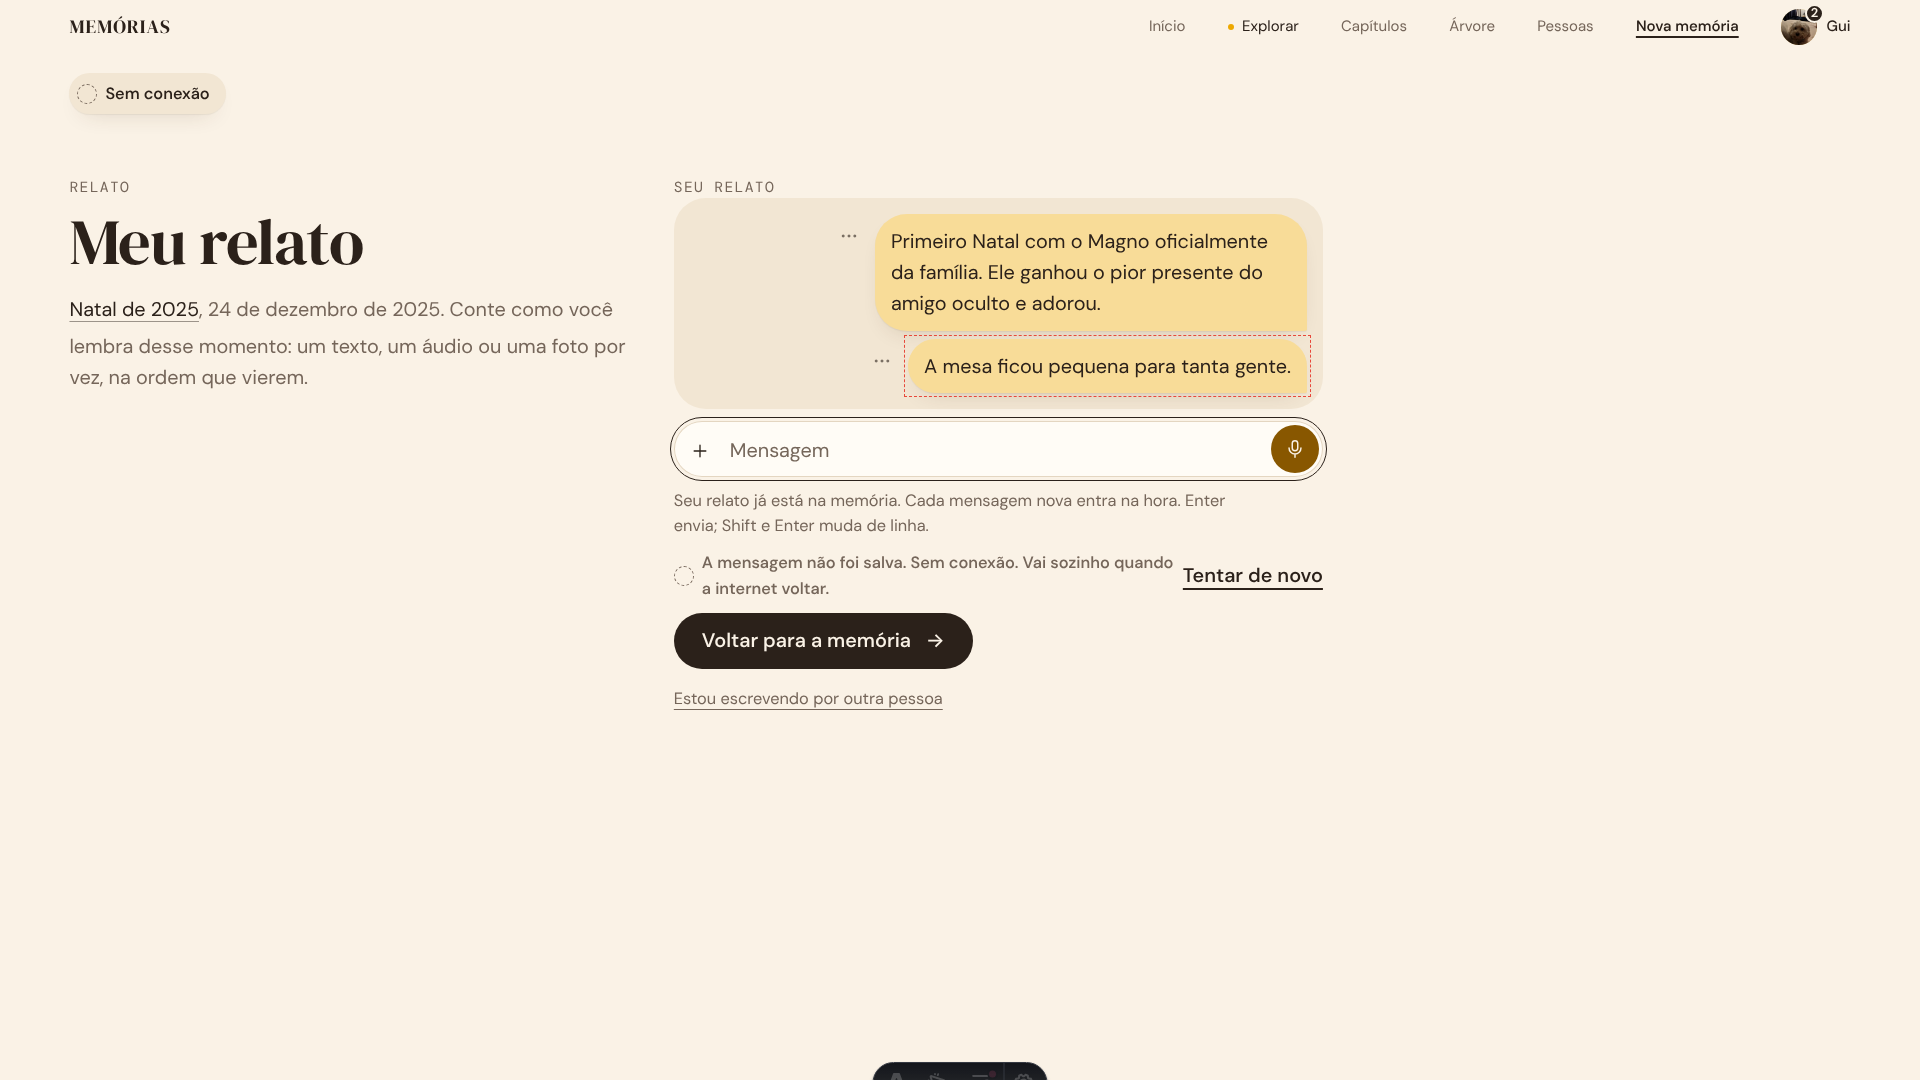 MEMÓRIAS
Início
Explorar
Capítulos
Árvore
Pessoas
Nova memória
2
Gui
Sem conexão
RELATO
Meu relato
Natal de 2025, 24 de dezembro de 2025. Conte como você
lembra desse momento: um texto, um áudio ou uma foto por
vez, na ordem que vierem.
SEU RELATO
Primeiro Natal com o Magno oficialmente
da família. Ele ganhou o pior presente do
amigo oculto e adorou.
A mesa ficou pequena para tanta gente.
Mensagem
Seu relato já está na memória. Cada mensagem nova entra na hora. Enter
envia; Shift e Enter muda de linha.
A mensagem não foi salva. Sem conexão. Vai sozinho quando
a internet voltar.
Tentar de novo
Voltar para a memória
Estou escrevendo por outra pessoa